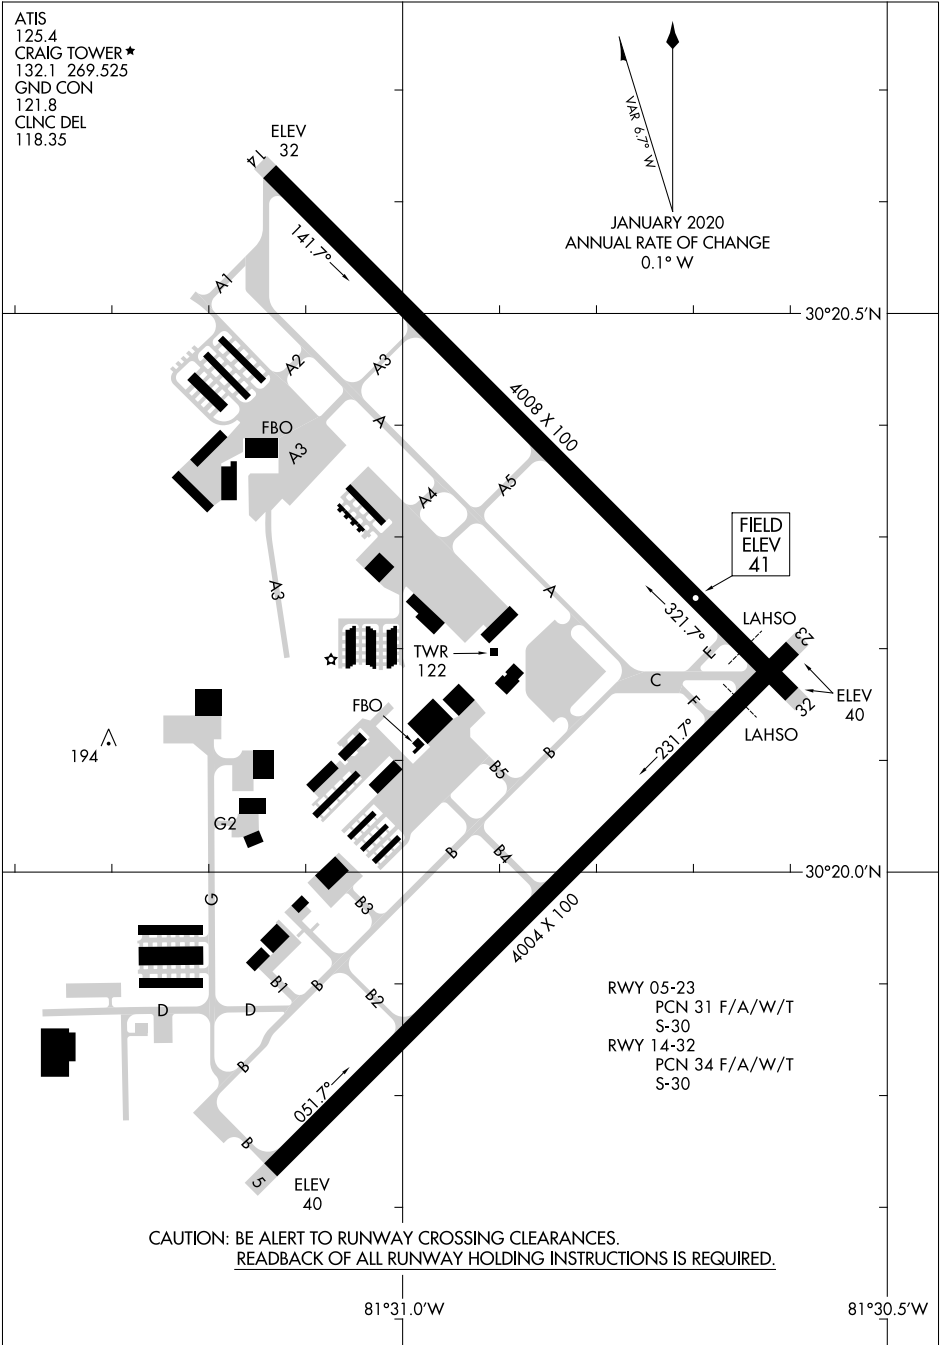 ATIS
125.4
CRAIG TOWER★
132.1 269.525
GND CON
121.8
CLNC DEL
118.35
VAR 6.7° W
JANUARY 2020
ANNUAL RATE OF CHANGE
0.1° W
14
ELEV
32
141.7°
A1
30°20.5'N
A2
A3
4008 X 100
A
FBO
A3
A4
A5
FIELD
ELEV
41
A3
A
321.7°
LAHSO
23
E
TWR
122
C
ELEV
40
F
32
FBO
LAHSO
231.7°
194
B5
B
G2
B
B4
30°20.0'N
G
B3
4004 X 100
B1
B
B2
D
D
RWY 05-23
PCN 31 F/A/W/T
S-30
RWY 14-32
PCN 34 F/A/W/T
S-30
B
051.7°
B
5
ELEV
40
CAUTION: BE ALERT TO RUNWAY CROSSING CLEARANCES.
READBACK OF ALL RUNWAY HOLDING INSTRUCTIONS IS REQUIRED.
81°31.0'W
81°30.5'W